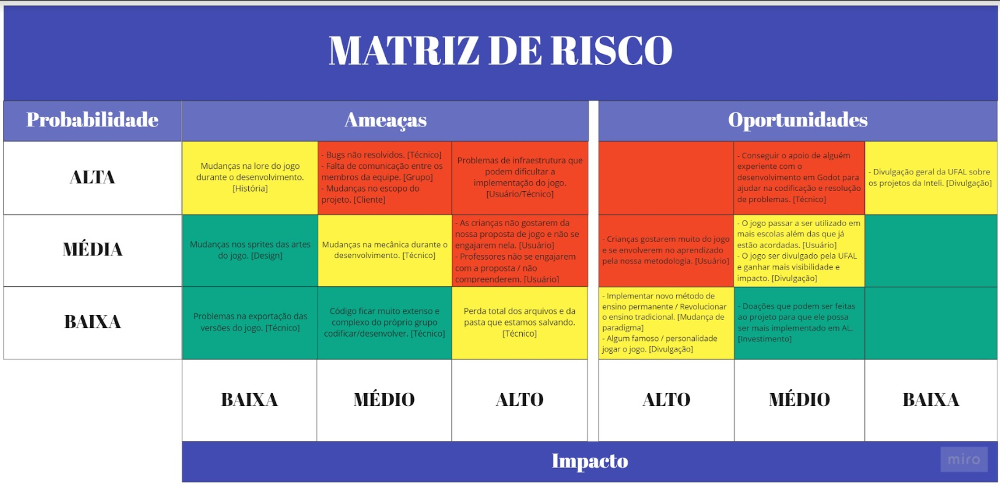 MATRIZ DE RISCO
Probabilidade
Ameaças
Oportunidades
ALTA
Mudanças na lore do jogo
durante o desenvolvimento.
[História]
- Bugs não resolvidos. [Técnico]
- Falta de comunicação entre os
membros da equipe. [Grupo]
- Mudanças no escopo do
projeto. [Cliente]
Problemas de infraestrutura que
podem dificultar a
implementação do jogo.
[Usuário/Técnico]
- Conseguir o apoio de alguém
experiente com o
desenvolvimento em Godot para
ajudar na codificação e resolução
de problemas. [Técnico]
- Divulgação geral da UFAL sobre
os projetos da Inteli. [Divulgação]
MÉDIA
Mudanças nos sprites das artes
do jogo. [Design]
Mudanças na mecânica durante o
desenvolvimento. [Técnico]
- As crianças não gostarem da
nossa proposta de jogo e não se
engajarem nela. [Usuário]
- Professores não se engajarem
com a proposta / não
compreenderem. [Usuário]
- Crianças gostarem muito do jogo
e se envolverem no aprendizado
pela nossa metodologia. [Usuário]
- O jogo passar a ser utilizado em
mais escolas além das que já
estão acordadas. [Usuário]
- O jogo ser divulgado pela UFAL
e ganhar mais visibilidade e
impacto. [Divulgação]
BAIXA
Problemas na exportação das
versões do jogo. [Técnico]
Código ficar muito extenso e
complexo do próprio grupo
codificar/desenvolver. [Técnico]
Perda total dos arquivos e da
pasta que estamos salvando.
[Técnico]
- Implementar novo método de
ensino permanente / Revolucionar
o ensino tradicional. [Mudança de
paradigma]
- Algum famoso / personalidade
jogar o jogo. [Divulgação]
- Doações que podem ser feitas
ao projeto para que ele possa
ser mais implementado em AL.
[Investimento]
BAIXA
MÉDIO
ALTO
ALTO
MÉDIO
BAIXA
Impacto
miro